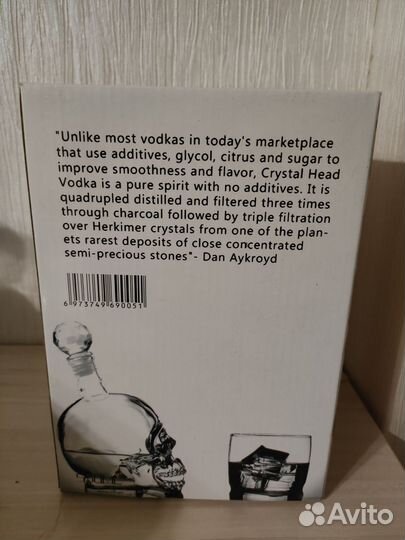 "Unlike most vodkas in today's marketplace
that use additives, glycol, citrus and sugar to
improve smoothness and flavor, Crystal Head
Vodka is a pure spirit with no additives. It is
quadrupled distilled and filtered three times
through charcoal followed by triple filtration
over Herkimer crystals from one of the plan-
ets rarest deposits of close concentrated
semi-precious stones"- Dan Aykroyd
6 973749 690051
Avito